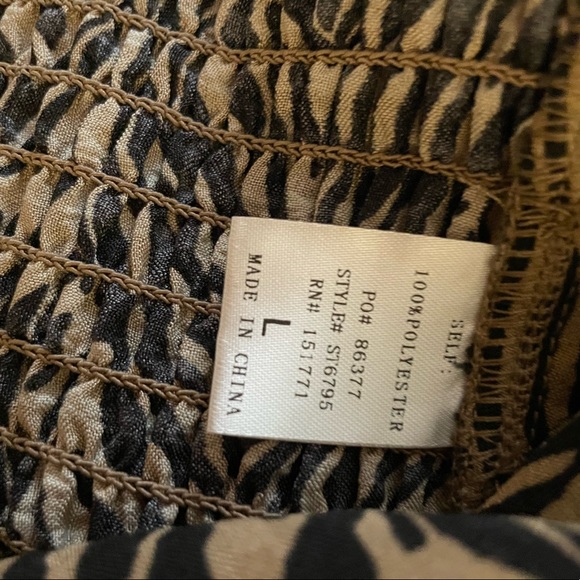 SELF:
100%POLYESTER
PO# 86377
STYLE# ST6795
RN# 151771
L
MADE IN CHINA